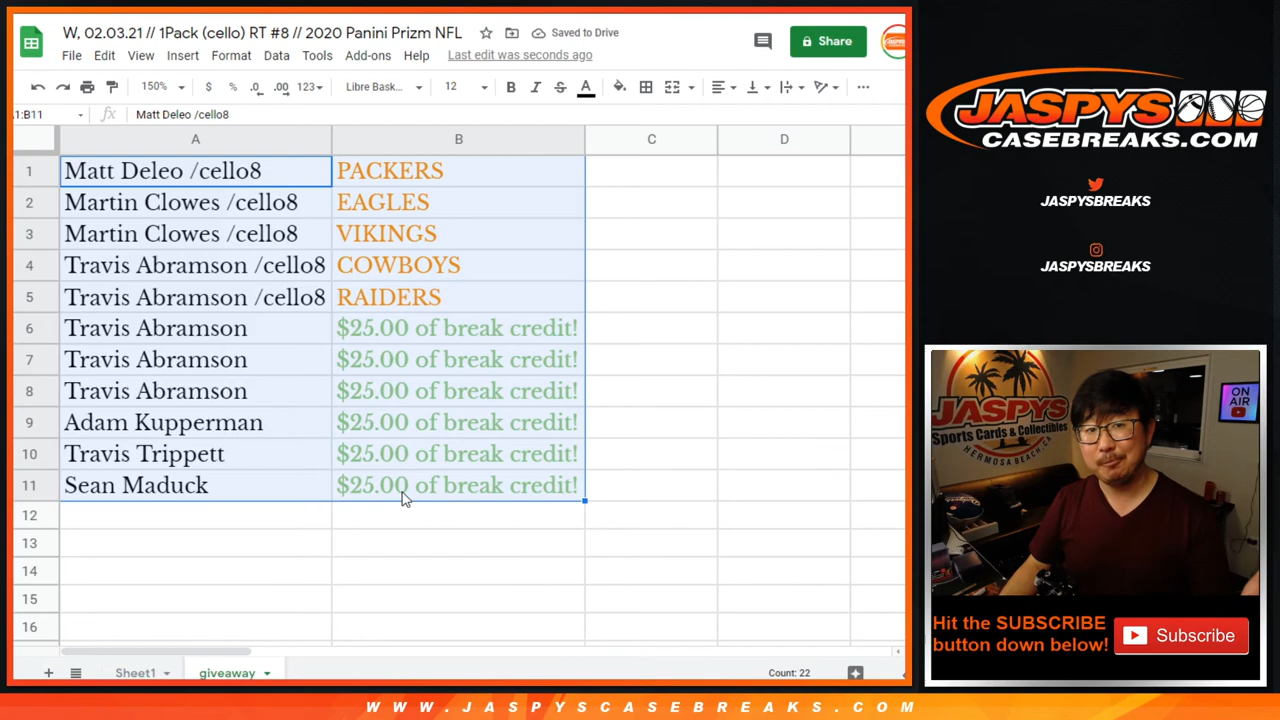 W, 02.03.21 // 1Pack (cello) RT #8 // 2020 Panini Prizm NFL
Saved to Drive
Share
File Edit View Insert Format Data Tools Add-ons Help Last edit was seconds ago
150% $ % .0 .00 123 Libre Bask... 12 B I S A
1:B11 fx Matt Deleo /cello8
A B C D
1 Matt Deleo /cello8 PACKERS
2 Martin Clowes /cello8 EAGLES
3 Martin Clowes /cello8 VIKINGS
4 Travis Abramson /cello8 COWBOYS
5 Travis Abramson /cello8 RAIDERS
6 Travis Abramson $25.00 of break credit!
7 Travis Abramson $25.00 of break credit!
8 Travis Abramson $25.00 of break credit!
9 Adam Kupperman $25.00 of break credit!
10 Travis Trippett $25.00 of break credit!
11 Sean Maduck $25.00 of break credit!
12
13
14
15
16
Sheet1 giveaway Count: 22
JASPYS
CASEBREAKS.COM
JASPYSBREAKS
JASPYSBREAKS
JASPYS
Sports Cards & Collectibles
HERMOSA BEACH, CA
ON AIR
Hit the SUBSCRIBE
button down below!
Subscribe
WWW.JASPYSCASEBREAKS.COM